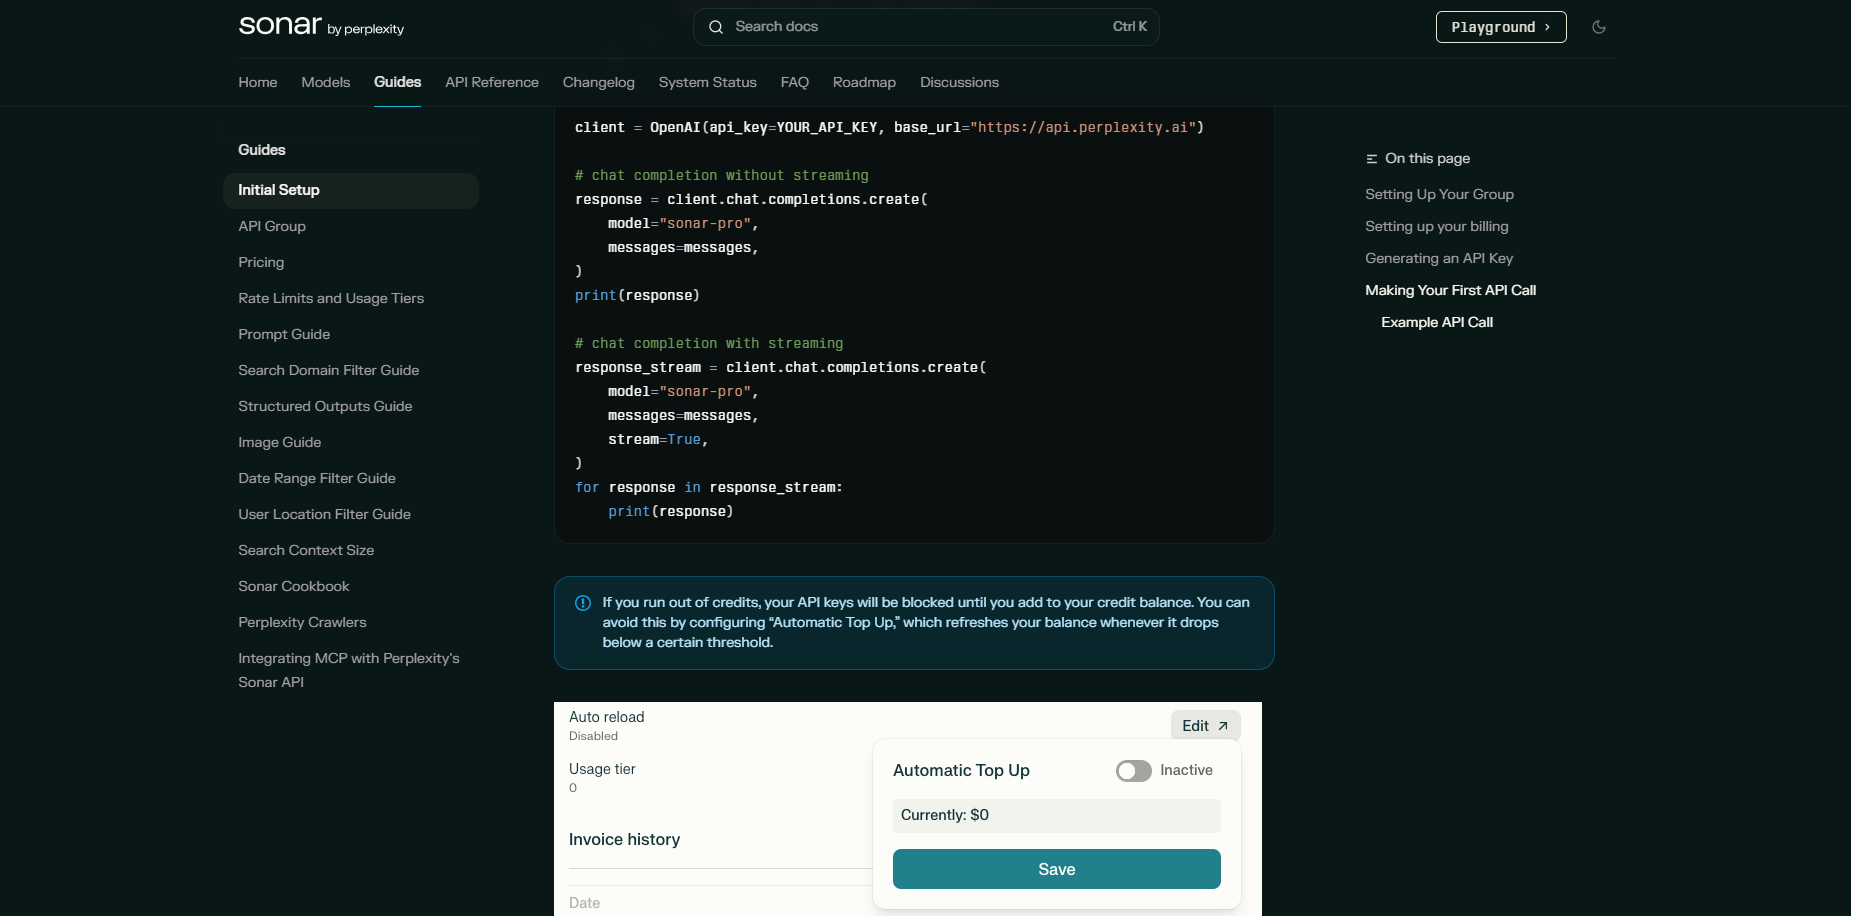 sonar by perplexity
Search docs
Ctrl K
Playground ›
Home
Models
Guides
API Reference
Changelog
System Status
FAQ
Roadmap
Discussions
Guides
Initial Setup
API Group
Pricing
Rate Limits and Usage Tiers
Prompt Guide
Search Domain Filter Guide
Structured Outputs Guide
Image Guide
Date Range Filter Guide
User Location Filter Guide
Search Context Size
Sonar Cookbook
Perplexity Crawlers
Integrating MCP with Perplexity's
Sonar API
client = OpenAI(api_key=YOUR_API_KEY, base_url="https://api.perplexity.ai")
# chat completion without streaming
response = client.chat.completions.create(
    model="sonar-pro",
    messages=messages,
)
print(response)
# chat completion with streaming
response_stream = client.chat.completions.create(
    model="sonar-pro",
    messages=messages,
    stream=True,
)
for response in response_stream:
    print(response)
If you run out of credits, your API keys will be blocked until you add to your credit balance. You can
avoid this by configuring “Automatic Top Up,” which refreshes your balance whenever it drops
below a certain threshold.
Auto reload
Disabled
Edit
Usage tier
0
Invoice history
Date
Automatic Top Up
Inactive
Currently: $0
Save
On this page
Setting Up Your Group
Setting up your billing
Generating an API Key
Making Your First API Call
Example API Call